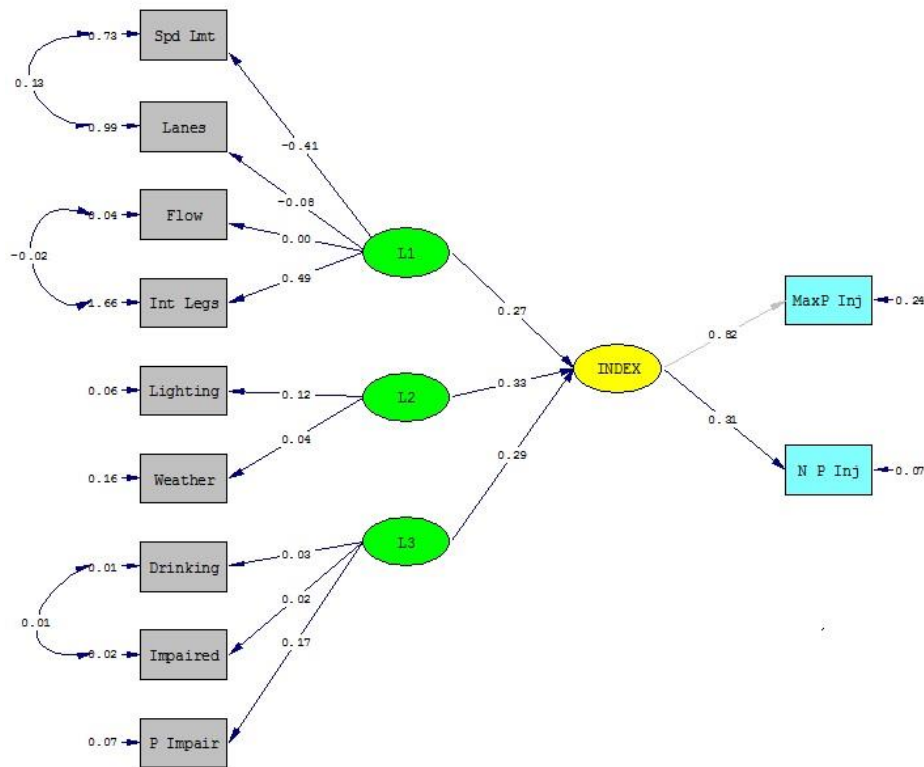 0.73
Spd Lmt
0.13
0.99
Lanes
-0.41
-0.08
Flow
0.00
-0.02
0.49
Int Legs
L1
0.27
MaxP Inj
0.24
0.82
INDEX
0.06
Lighting
0.12
L2
0.33
0.04
0.31
0.16
Weather
0.29
N P Inj
0.07
L3
0.01
Drinking
0.03
0.02
0.01
0.02
Impaired
0.17
0.07
P Impair